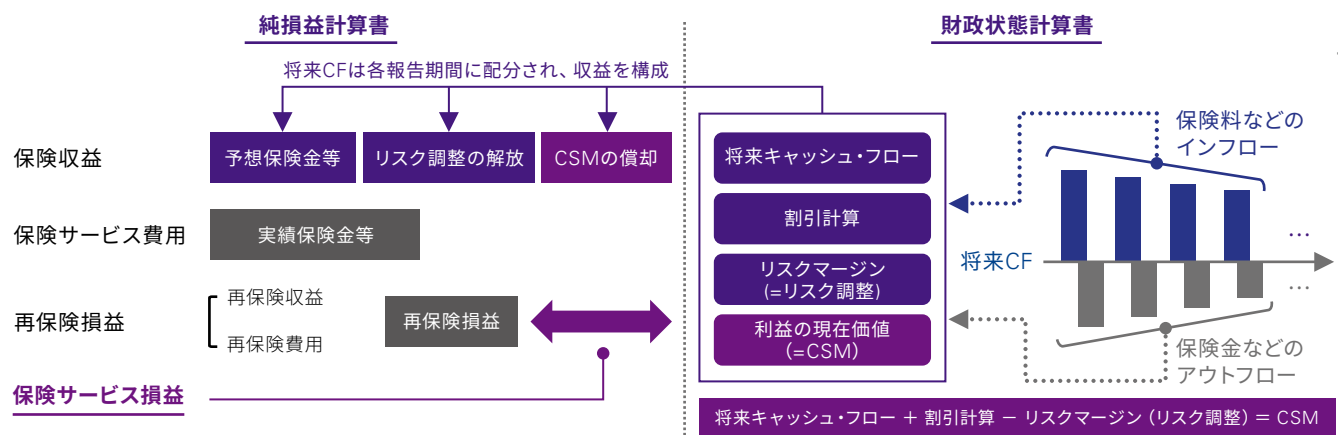 純損益計算書
将来CFは各報告期間に配分され、収益を構成
保険収益
予想保険金等
リスク調整の解放
CSMの償却
保険サービス費用
実績保険金等
再保険損益
再保険収益
再保険費用
再保険損益
保険サービス損益
財政状態計算書
将来キャッシュ・フロー
割引計算
リスクマージン
(=リスク調整)
利益の現在価値
(=CSM)
保険料などの
インフロー
将来CF
…
…
保険金などの
アウトフロー
将来キャッシュ・フロー + 割引計算 − リスクマージン (リスク調整) = CSM